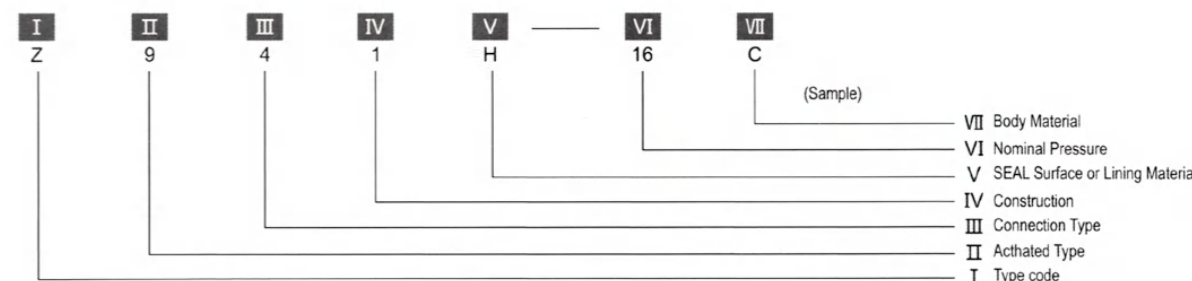 I II III IV V VI VII
Z 9 4 1 H 16 C
(Sample)
VII Body Material
VI Nominal Pressure
V SEAL Surface or Lining Materia
IV Construction
III Connection Type
II Acthated Type
I Type code